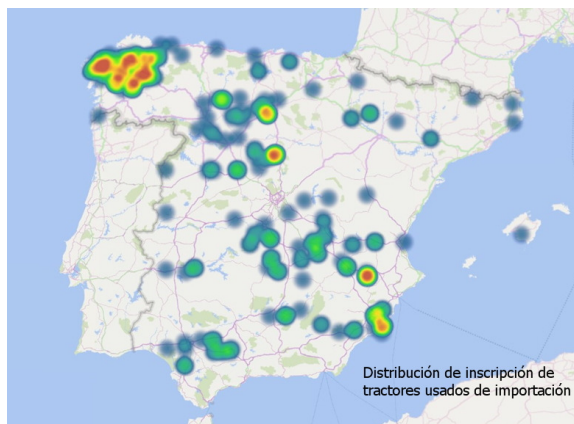 Distribución de inscripción de
tractores usados de importación